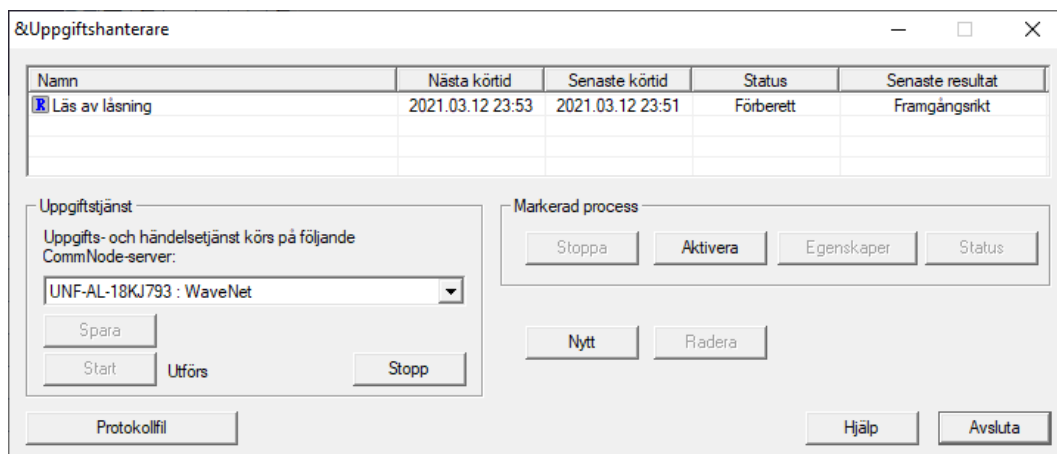 &Uppgiftshanterare
Namn Nästa körtid Senaste körtid Status Senaste resultat
R Läs av låsning 2021.03.12 23:53 2021.03.12 23:51 Förberett Framgångsrikt
Uppgiftstjänst
Uppgifts- och händelsetjänst körs på följande
CommNode-server:
UNF-AL-18KJ793 : WaveNet
Spara
Start Utförs Stopp
Markerad process
Stoppa Aktivera Egenskaper Status
Nytt Radera
Protokollfil Hjälp Avsluta